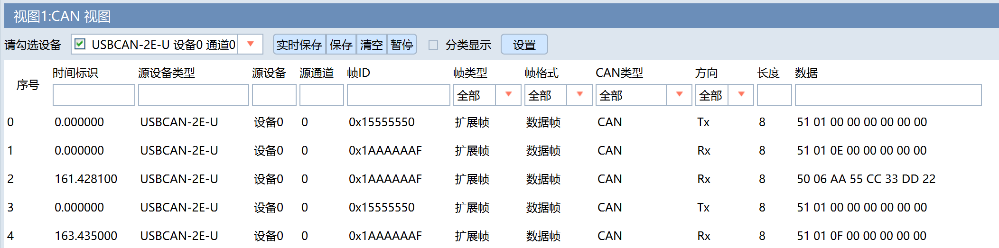 视图1:CAN 视图
请勾选设备 USBCAN-2E-U 设备0 通道0 实时保存 保存 清空 暂停 分类显示 设置
序号 时间标识 源设备类型 源设备 源通道 帧ID 帧类型 帧格式 CAN类型 方向 长度 数据
全部 全部 全部 全部
0 0.000000 USBCAN-2E-U 设备0 0 0x15555550 扩展帧 数据帧 CAN Tx 8 51 01 00 00 00 00 00 00
1 0.000000 USBCAN-2E-U 设备0 0 0x1AAAAAAF 扩展帧 数据帧 CAN Rx 8 51 01 0E 00 00 00 00 00
2 161.428100 USBCAN-2E-U 设备0 0 0x1AAAAAAF 扩展帧 数据帧 CAN Rx 8 50 06 AA 55 CC 33 DD 22
3 0.000000 USBCAN-2E-U 设备0 0 0x15555550 扩展帧 数据帧 CAN Tx 8 51 01 00 00 00 00 00 00
4 163.435000 USBCAN-2E-U 设备0 0 0x1AAAAAAF 扩展帧 数据帧 CAN Rx 8 51 01 0F 00 00 00 00 00